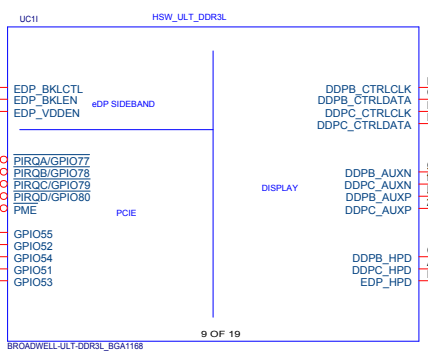 UC1I
HSW_ULT_DDR3L
EDP_BKLCTL
EDP_BKLEN
EDP_VDDEN
eDP SIDEBAND
PIRQA/GPIO77
PIRQB/GPIO78
PIRQC/GPIO79
PIRQD/GPIO80
PME
PCIE
GPIO55
GPIO52
GPIO54
GPIO51
GPIO53
DISPLAY
DDPB_CTRLCLK
DDPB_CTRLDATA
DDPC_CTRLCLK
DDPC_CTRLDATA
DDPB_AUXN
DDPC_AUXN
DDPB_AUXP
DDPC_AUXP
DDPB_HPD
DDPC_HPD
EDP_HPD
9 OF 19
BROADWELL-ULT-DDR3L_BGA1168